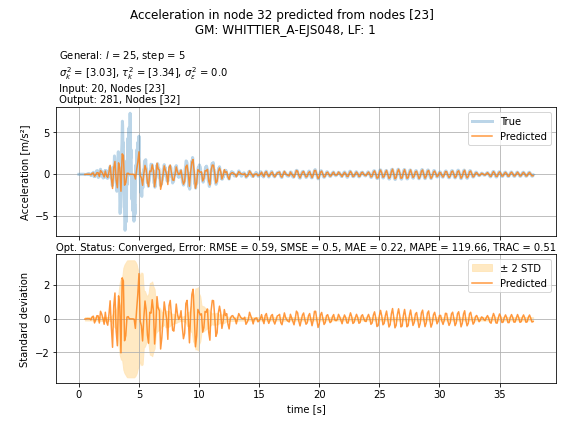 Acceleration in node 32 predicted from nodes [23]
GM: WHITTIER_A-EJS048, LF: 1
General: l = 25, step = 5
σ²ₖ = [3.03], τ²ₖ = [3.34], σ²ε = 0.0
Input: 20, Nodes [23]
Output: 281, Nodes [32]
Acceleration [m/s²]
5
0
−5
True
Predicted
Opt. Status: Converged, Error: RMSE = 0.59, SMSE = 0.5, MAE = 0.22, MAPE = 119.66, TRAC = 0.51
Standard deviation
2
0
−2
± 2 STD
Predicted
0 5 10 15 20 25 30 35
time [s]